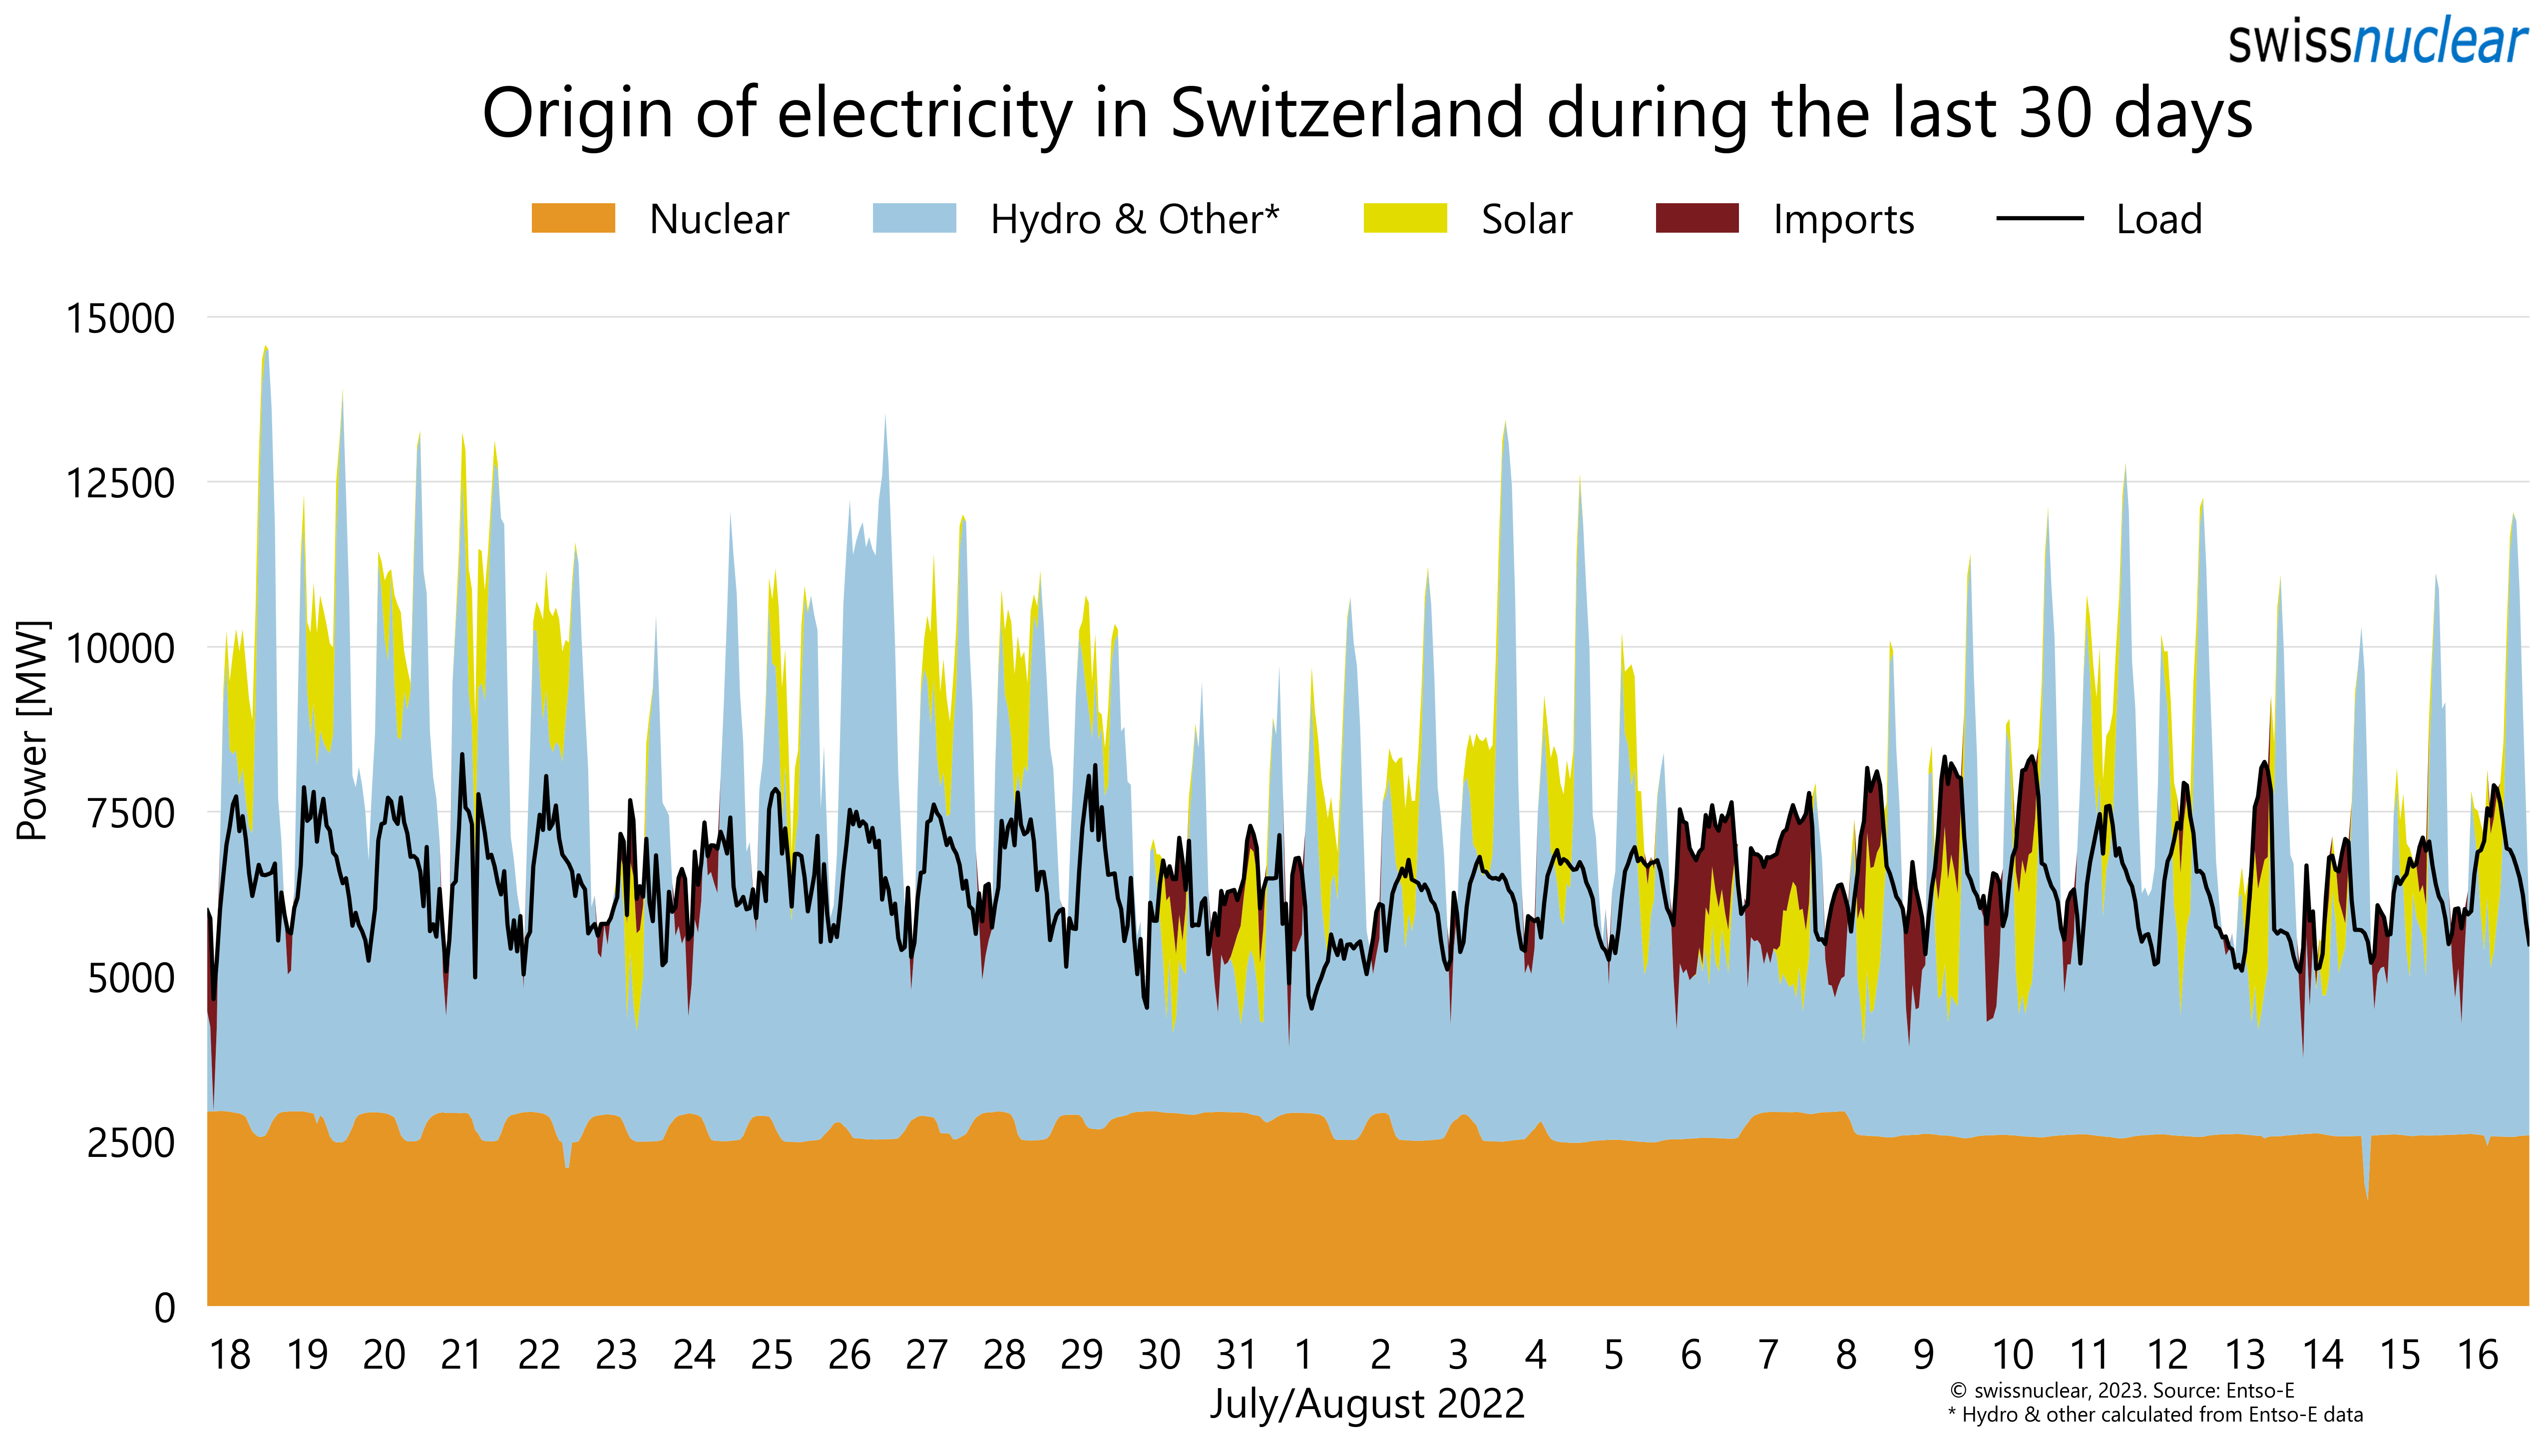 swissnuclear
Origin of electricity in Switzerland during the last 30 days
Nuclear Hydro & Other* Solar Imports Load
15000
12500
10000
7500
5000
2500
0
Power [MW]
18 19 20 21 22 23 24 25 26 27 28 29 30 31 1 2 3 4 5 6 7 8 9 10 11 12 13 14 15 16
July/August 2022
© swissnuclear, 2023. Source: Entso-E
* Hydro & other calculated from Entso-E data